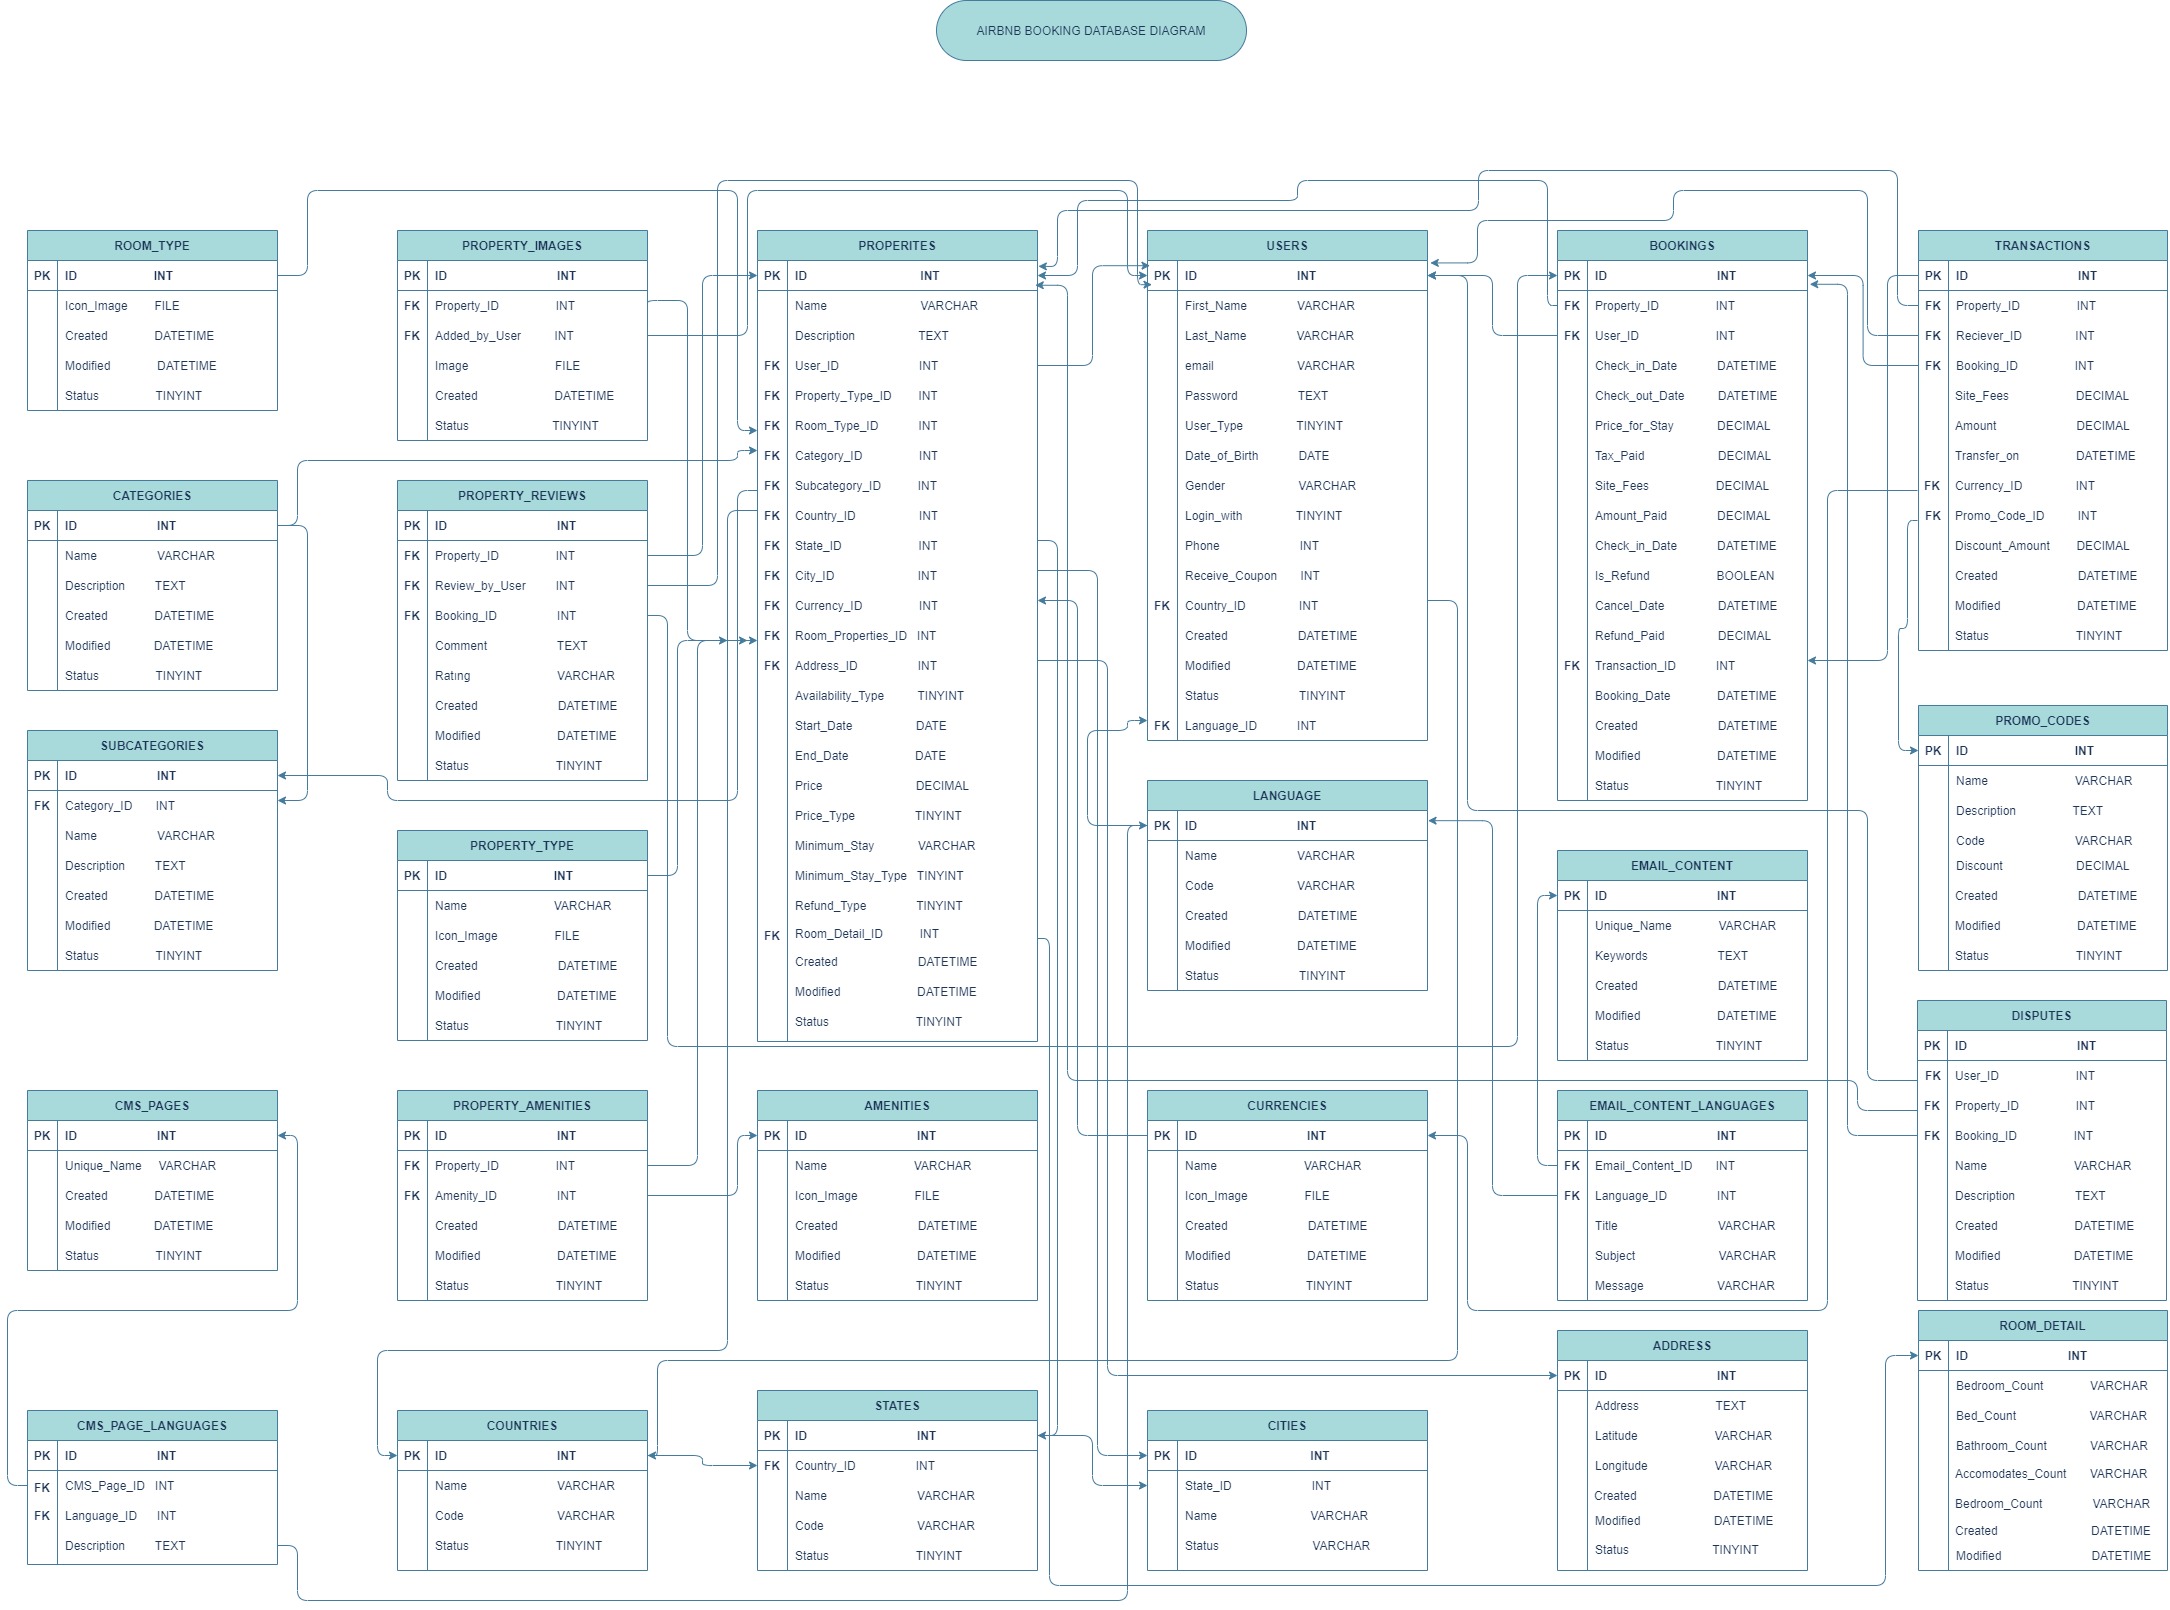 AIRBNB BOOKING DATABASE DIAGRAM
ROOM_TYPE
PK ID INT
Icon_Image FILE
Created DATETIME
Modified DATETIME
Status TINYINT
CATEGORIES
PK ID INT
Name VARCHAR
Description TEXT
Created DATETIME
Modified DATETIME
Status TINYINT
SUBCATEGORIES
PK ID INT
FK Category_ID INT
Name VARCHAR
Description TEXT
Created DATETIME
Modified DATETIME
Status TINYINT
CMS_PAGES
PK ID INT
Unique_Name VARCHAR
Created DATETIME
Modified DATETIME
Status TINYINT
CMS_PAGE_LANGUAGES
PK ID INT
FK CMS_Page_ID INT
FK Language_ID INT
Description TEXT
PROPERTY_IMAGES
PK ID INT
FK Property_ID INT
FK Added_by_User INT
Image FILE
Created DATETIME
Status TINYINT
PROPERTY_REVIEWS
PK ID INT
FK Property_ID INT
FK Review_by_User INT
FK Booking_ID INT
Comment TEXT
Rating VARCHAR
Created DATETIME
Modified DATETIME
Status TINYINT
PROPERTY_TYPE
PK ID INT
Name VARCHAR
Icon_Image FILE
Created DATETIME
Modified DATETIME
Status TINYINT
PROPERTY_AMENITIES
PK ID INT
FK Property_ID INT
FK Amenity_ID INT
Created DATETIME
Modified DATETIME
Status TINYINT
COUNTRIES
PK ID INT
Name VARCHAR
Code VARCHAR
Status TINYINT
PROPERITES
PK ID INT
Name VARCHAR
Description TEXT
FK User_ID INT
FK Property_Type_ID INT
FK Room_Type_ID INT
FK Category_ID INT
FK Subcategory_ID INT
FK Country_ID INT
FK State_ID INT
FK City_ID INT
FK Currency_ID INT
FK Room_Properties_ID INT
FK Address_ID INT
Availability_Type TINYINT
Start_Date DATE
End_Date DATE
Price DECIMAL
Price_Type TINYINT
Minimum_Stay VARCHAR
Minimum_Stay_Type TINYINT
Refund_Type TINYINT
FK Room_Detail_ID INT
Created DATETIME
Modified DATETIME
Status TINYINT
AMENITIES
PK ID INT
Name VARCHAR
Icon_Image FILE
Created DATETIME
Modified DATETIME
Status TINYINT
STATES
PK ID INT
FK Country_ID INT
Name VARCHAR
Code VARCHAR
Status TINYINT
USERS
PK ID INT
First_Name VARCHAR
Last_Name VARCHAR
email VARCHAR
Password TEXT
User_Type TINYINT
Date_of_Birth DATE
Gender VARCHAR
Login_with TINYINT
Phone INT
Receive_Coupon INT
FK Country_ID INT
Created DATETIME
Modified DATETIME
Status TINYINT
FK Language_ID INT
LANGUAGE
PK ID INT
Name VARCHAR
Code VARCHAR
Created DATETIME
Modified DATETIME
Status TINYINT
CURRENCIES
PK ID INT
Name VARCHAR
Icon_Image FILE
Created DATETIME
Modified DATETIME
Status TINYINT
CITIES
PK ID INT
State_ID INT
Name VARCHAR
Status VARCHAR
BOOKINGS
PK ID INT
FK Property_ID INT
FK User_ID INT
Check_in_Date DATETIME
Check_out_Date DATETIME
Price_for_Stay DECIMAL
Tax_Paid DECIMAL
Site_Fees DECIMAL
Amount_Paid DECIMAL
Check_in_Date DATETIME
Is_Refund BOOLEAN
Cancel_Date DATETIME
Refund_Paid DECIMAL
FK Transaction_ID INT
Booking_Date DATETIME
Created DATETIME
Modified DATETIME
Status TINYINT
EMAIL_CONTENT
PK ID INT
Unique_Name VARCHAR
Keywords TEXT
Created DATETIME
Modified DATETIME
Status TINYINT
EMAIL_CONTENT_LANGUAGES
PK ID INT
FK Email_Content_ID INT
FK Language_ID INT
Title VARCHAR
Subject VARCHAR
Message VARCHAR
ADDRESS
PK ID INT
Address TEXT
Latitude VARCHAR
Longitude VARCHAR
Created DATETIME
Modified DATETIME
Status TINYINT
TRANSACTIONS
PK ID INT
FK Property_ID INT
FK Reciever_ID INT
FK Booking_ID INT
Site_Fees DECIMAL
Amount DECIMAL
Transfer_on DATETIME
FK Currency_ID INT
FK Promo_Code_ID INT
Discount_Amount DECIMAL
Created DATETIME
Modified DATETIME
Status TINYINT
PROMO_CODES
PK ID INT
Name VARCHAR
Description TEXT
Code VARCHAR
Discount DECIMAL
Created DATETIME
Modified DATETIME
Status TINYINT
DISPUTES
PK ID INT
FK User_ID INT
FK Property_ID INT
FK Booking_ID INT
Name VARCHAR
Description TEXT
Created DATETIME
Modified DATETIME
Status TINYINT
ROOM_DETAIL
PK ID INT
Bedroom_Count VARCHAR
Bed_Count VARCHAR
Bathroom_Count VARCHAR
Accomodates_Count VARCHAR
Bedroom_Count VARCHAR
Created DATETIME
Modified DATETIME